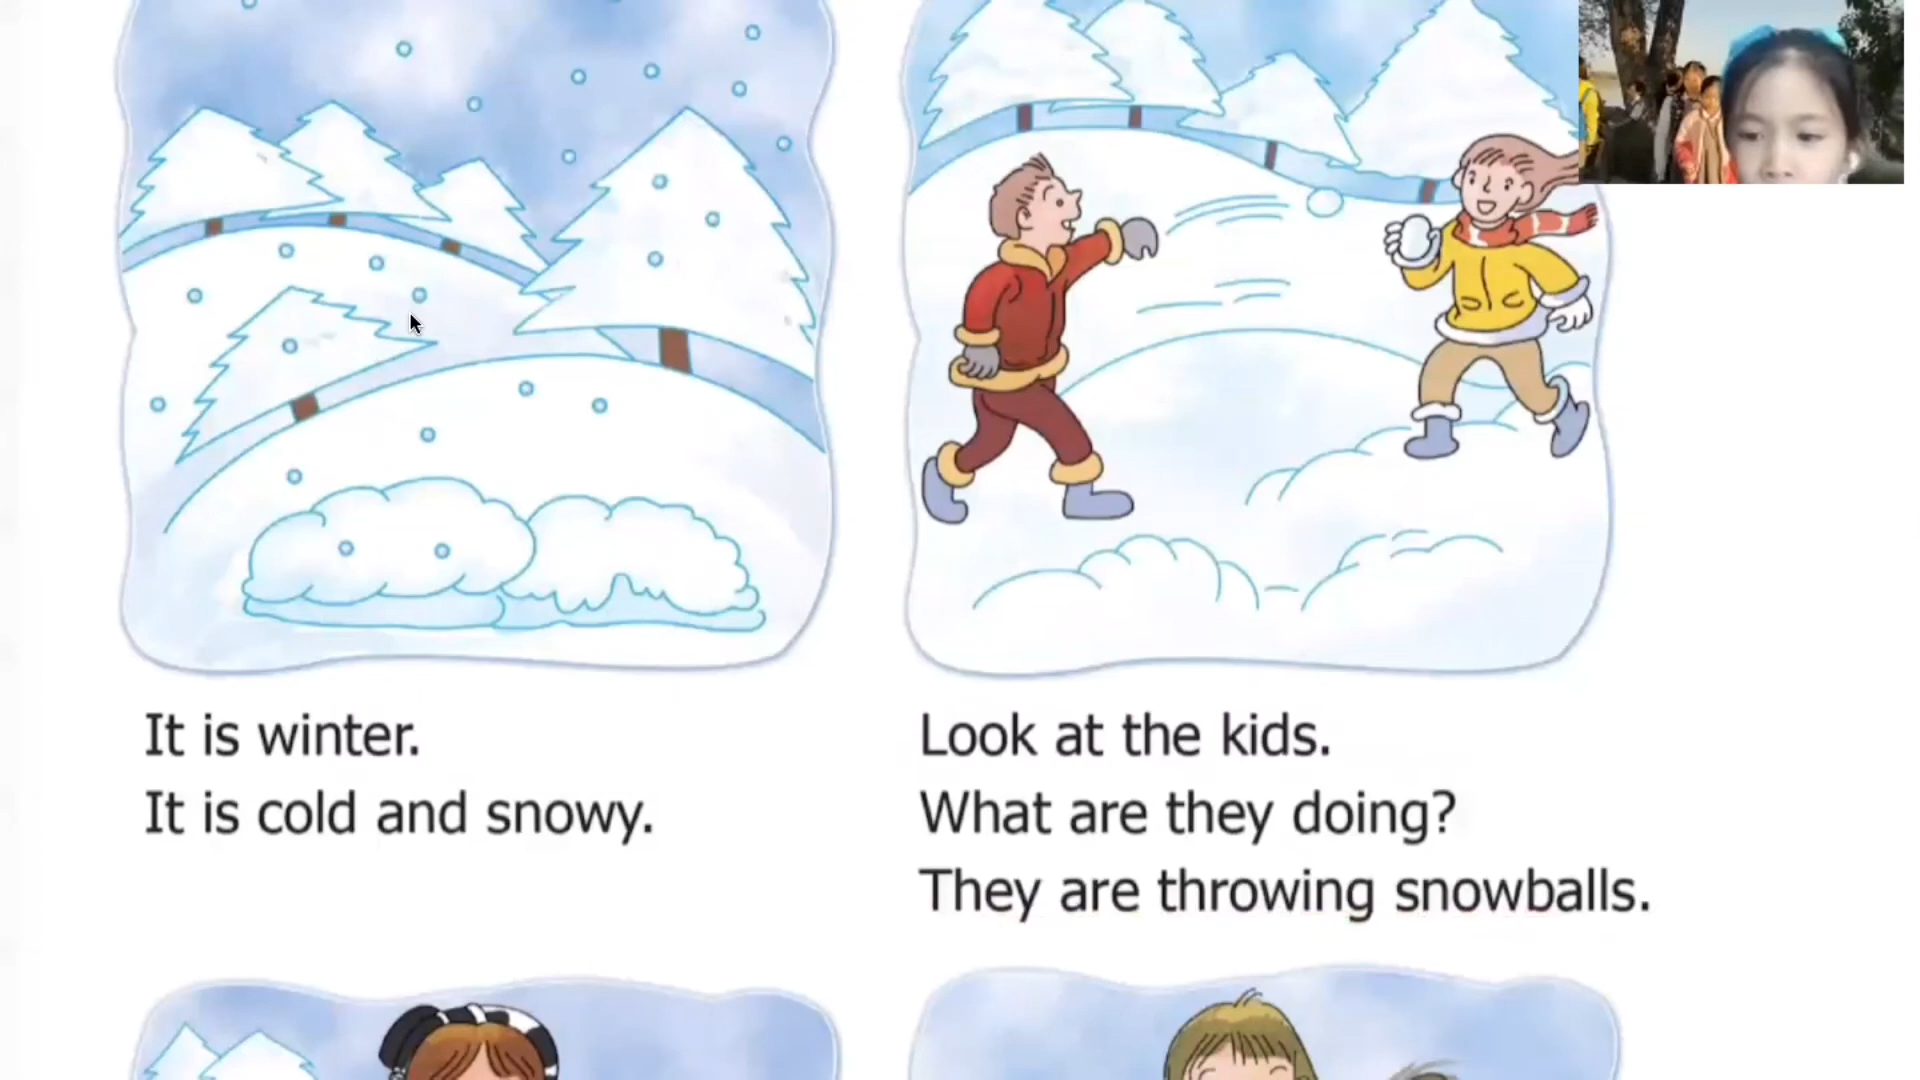 It is winter.
It is cold and snowy.
Look at the kids.
What are they doing?
They are throwing snowballs.